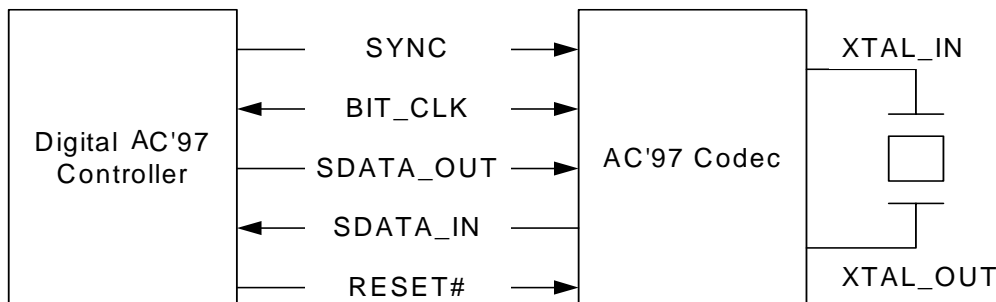 SYNC
XTAL_IN
BIT_CLK
Digital AC'97
Controller
AC'97 Codec
SDATA_OUT
SDATA_IN
XTAL_OUT
RESET#